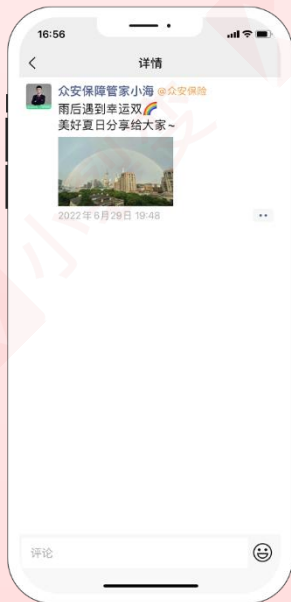 16:56
详情
众安保障管家小海 @众安保险
雨后遇到幸运双🌈
美好夏日分享给大家~
2022年6月29日 19:48
评论